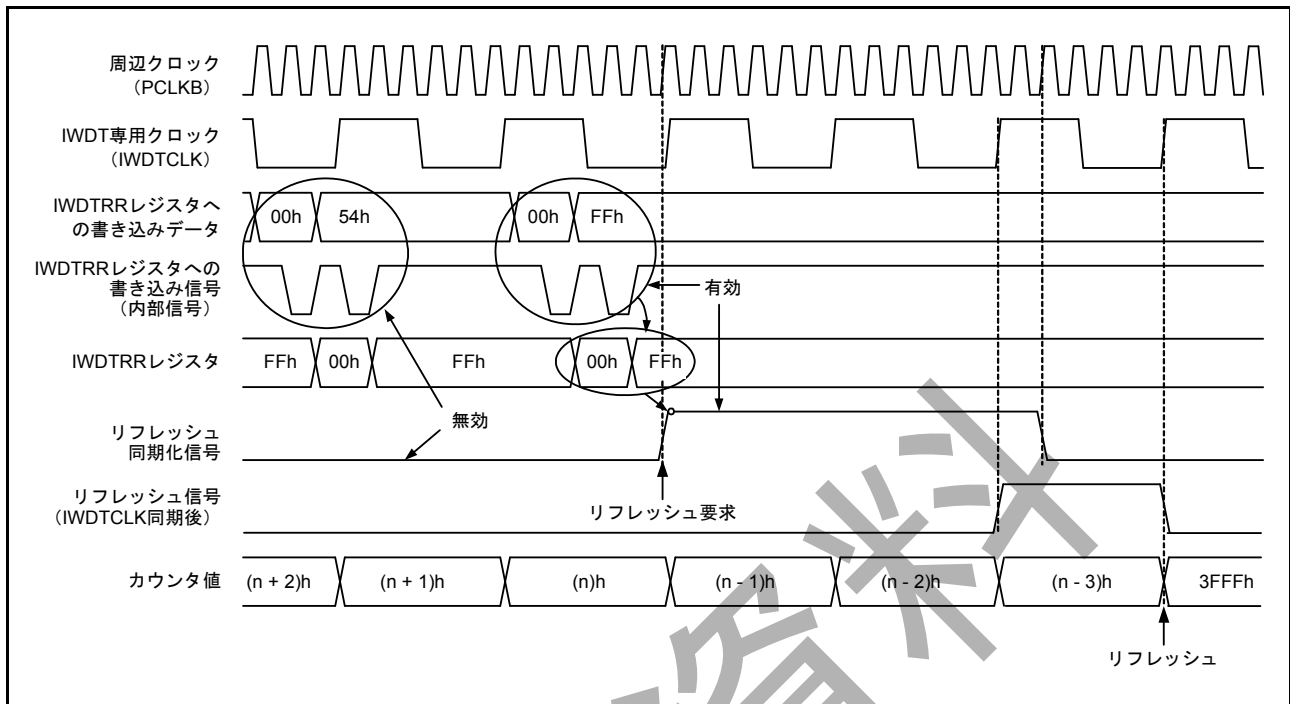 周辺クロック
（PCLKB）
IWDT専用クロック
（IWDTCLK）
IWDTRRレジスタへ
の書き込みデータ
00h
54h
00h
FFh
IWDTRRレジスタへの
書き込み信号
（内部信号）
有効
IWDTRRレジスタ
FFh
00h
FFh
00h
FFh
無効
リフレッシュ
同期化信号
リフレッシュ要求
リフレッシュ信号
（IWDTCLK同期後）
カウンタ値
(n + 2)h
(n + 1)h
(n)h
(n - 1)h
(n - 2)h
(n - 3)h
3FFFh
リフレッシュ
資料